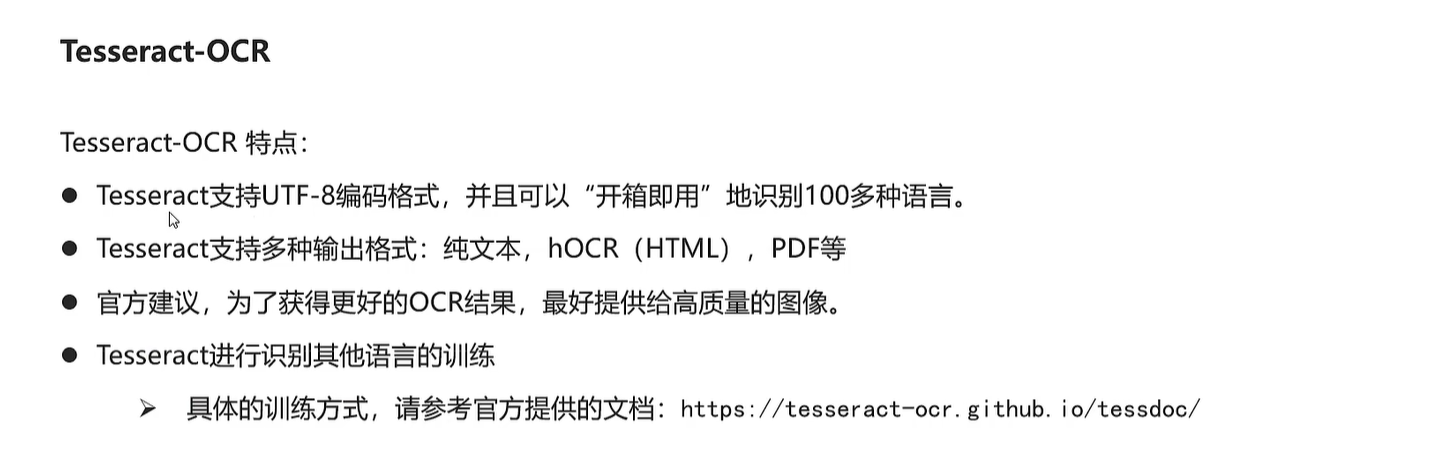 Tesseract-OCR
Tesseract-OCR 特点：
● Tesseract支持UTF-8编码格式，并且可以“开箱即用”地识别100多种语言。
● Tesseract支持多种输出格式：纯文本，hOCR（HTML），PDF等
● 官方建议，为了获得更好的OCR结果，最好提供给高质量的图像。
● Tesseract进行识别其他语言的训练
➢ 具体的训练方式，请参考官方提供的文档：https://tesseract-ocr.github.io/tessdoc/